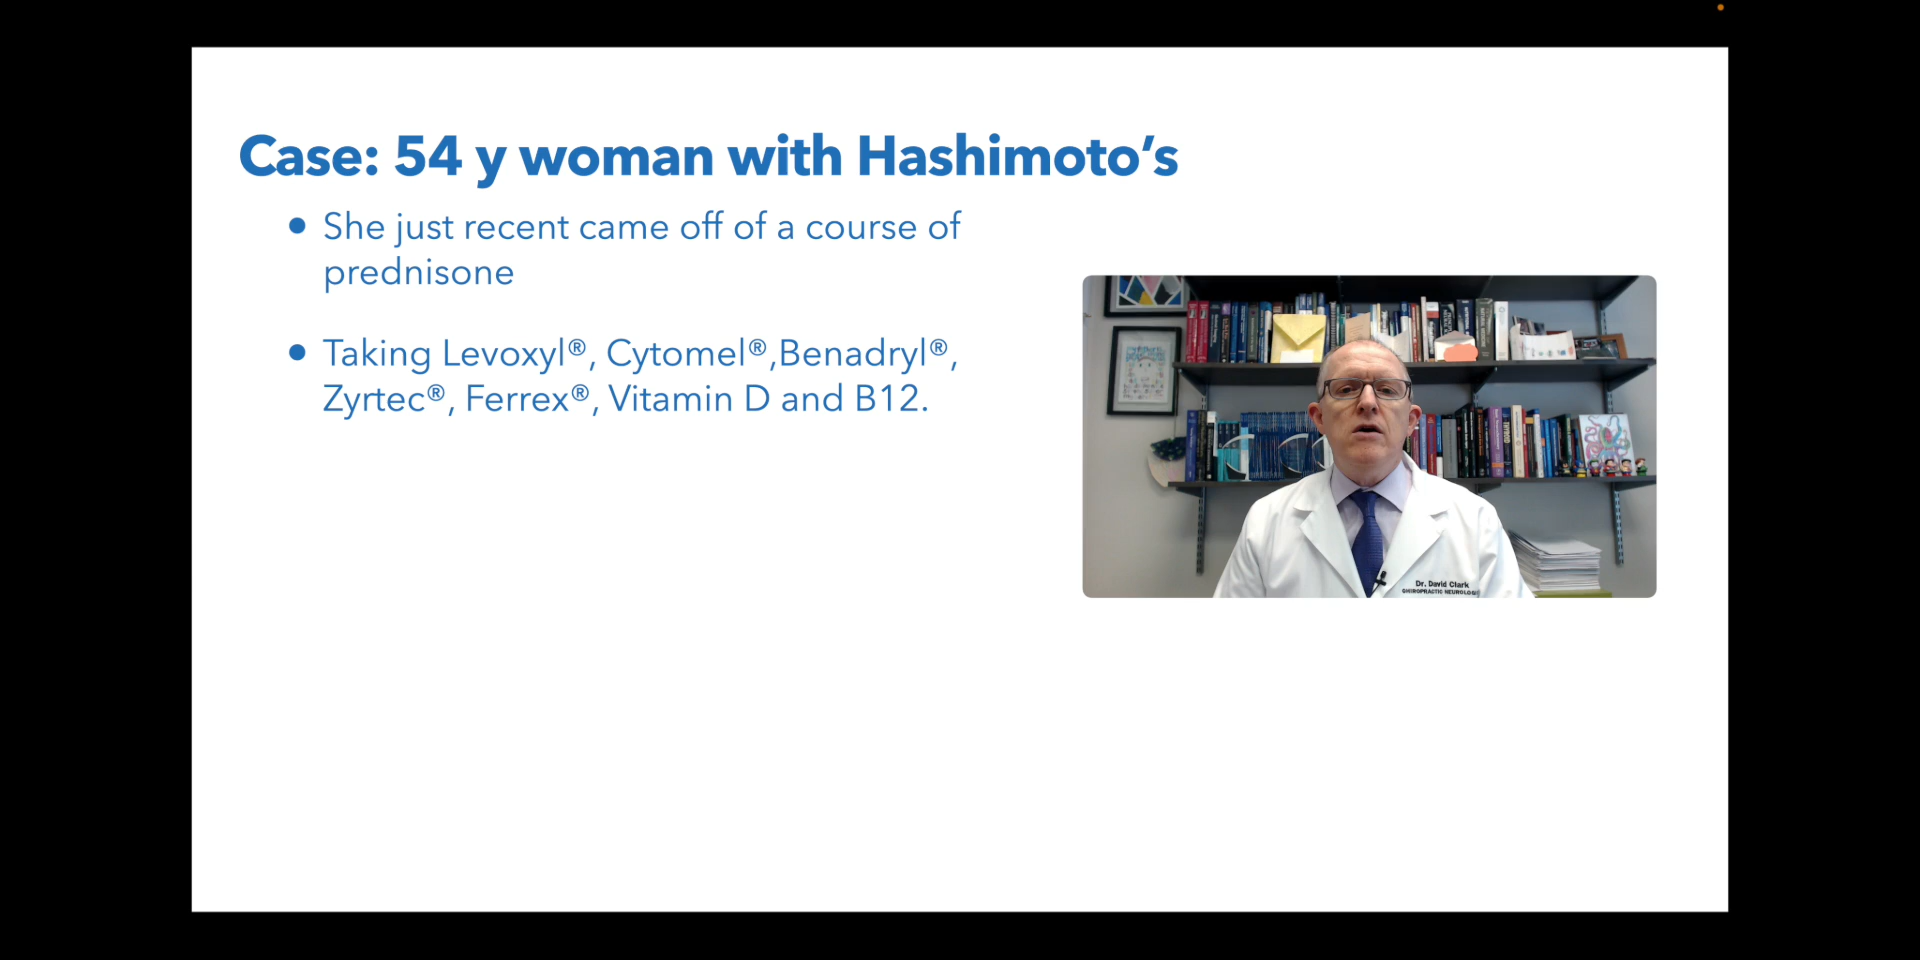 Case: 54 y woman with Hashimoto's
● She just recent came off of a course of
prednisone
● Taking Levoxyl®, Cytomel®,Benadryl®,
Zyrtec®, Ferrex®, Vitamin D and B12.
Dr. David Clark
CHIROPRACTIC NEUROLOGI